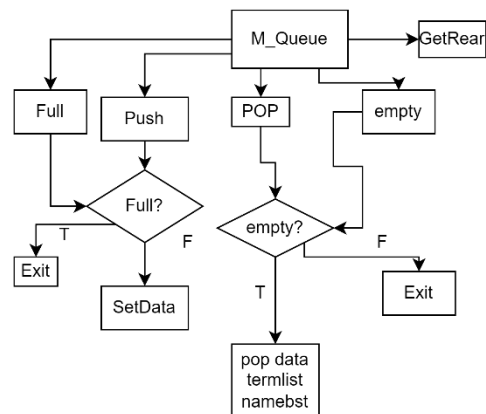 M_Queue
GetRear
Full
Push
POP
empty
Full?
empty?
T
F
F
Exit
SetData
T
Exit
pop data
termlist
namebst